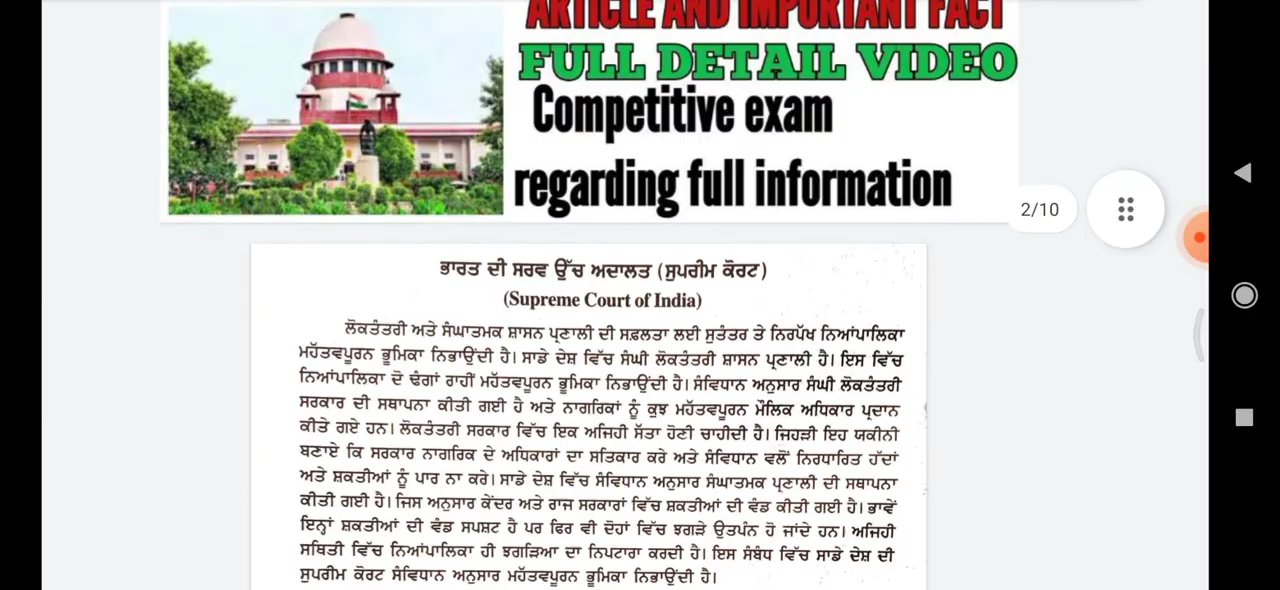 ARTICLE AND IMPORTANT FACT
FULL DETAIL VIDEO
Competitive exam
regarding full information
2/10
ਭਾਰਤ ਦੀ ਸਰਵ ਉੱਚ ਅਦਾਲਤ (ਸੁਪਰੀਮ ਕੋਰਟ)
(Supreme Court of India)
ਲੋਕਤੰਤਰੀ ਅਤੇ ਸੰਘਾਤਮਕ ਸ਼ਾਸਨ ਪ੍ਰਣਾਲੀ ਦੀ ਸਫ਼ਲਤਾ ਲਈ ਸੁਤੰਤਰ ਤੇ ਨਿਰਪੱਖ ਨਿਆਂਪਾਲਿਕਾ
ਮਹੱਤਵਪੂਰਨ ਭੂਮਿਕਾ ਨਿਭਾਉਂਦੀ ਹੈ। ਸਾਡੇ ਦੇਸ਼ ਵਿੱਚ ਸੰਘੀ ਲੋਕਤੰਤਰੀ ਸ਼ਾਸਨ ਪ੍ਰਣਾਲੀ ਹੈ। ਇਸ ਵਿੱਚ
ਨਿਆਂਪਾਲਿਕਾ ਦੋ ਢੰਗਾਂ ਰਾਹੀਂ ਮਹੱਤਵਪੂਰਨ ਭੂਮਿਕਾ ਨਿਭਾਉਂਦੀ ਹੈ। ਸੰਵਿਧਾਨ ਅਨੁਸਾਰ ਸੰਘੀ ਲੋਕਤੰਤਰੀ
ਸਰਕਾਰ ਦੀ ਸਥਾਪਨਾ ਕੀਤੀ ਗਈ ਹੈ ਅਤੇ ਨਾਗਰਿਕਾਂ ਨੂੰ ਕੁਝ ਮਹੱਤਵਪੂਰਨ ਮੌਲਿਕ ਅਧਿਕਾਰ ਪ੍ਰਦਾਨ
ਕੀਤੇ ਗਏ ਹਨ। ਲੋਕਤੰਤਰੀ ਸਰਕਾਰ ਵਿੱਚ ਇਕ ਅਜਿਹੀ ਸੱਤਾ ਹੋਣੀ ਚਾਹੀਦੀ ਹੈ। ਜਿਹੜੀ ਇਹ ਯਕੀਨੀ
ਬਣਾਏ ਕਿ ਸਰਕਾਰ ਨਾਗਰਿਕ ਦੇ ਅਧਿਕਾਰਾਂ ਦਾ ਸਤਿਕਾਰ ਕਰੇ ਅਤੇ ਸੰਵਿਧਾਨ ਵਲੋਂ ਨਿਰਧਾਰਿਤ ਹੱਦਾਂ
ਅਤੇ ਸ਼ਕਤੀਆਂ ਨੂੰ ਪਾਰ ਨਾ ਕਰੇ। ਸਾਡੇ ਦੇਸ਼ ਵਿੱਚ ਸੰਵਿਧਾਨ ਅਨੁਸਾਰ ਸੰਘਾਤਮਕ ਪ੍ਰਣਾਲੀ ਦੀ ਸਥਾਪਨਾ
ਕੀਤੀ ਗਈ ਹੈ। ਜਿਸ ਅਨੁਸਾਰ ਕੇਂਦਰ ਅਤੇ ਰਾਜ ਸਰਕਾਰਾਂ ਵਿੱਚ ਸ਼ਕਤੀਆਂ ਦੀ ਵੰਡ ਕੀਤੀ ਗਈ ਹੈ। ਭਾਵੇਂ
ਇਨ੍ਹਾਂ ਸ਼ਕਤੀਆਂ ਦੀ ਵੰਡ ਸਪਸ਼ਟ ਹੈ ਪਰ ਫਿਰ ਵੀ ਦੋਹਾਂ ਵਿੱਚ ਝਗੜੇ ਉਤਪੰਨ ਹੋ ਜਾਂਦੇ ਹਨ। ਅਜਿਹੀ
ਸਥਿਤੀ ਵਿੱਚ ਨਿਆਂਪਾਲਿਕਾ ਹੀ ਝਗੜਿਆ ਦਾ ਨਿਪਟਾਰਾ ਕਰਦੀ ਹੈ। ਇਸ ਸੰਬੰਧ ਵਿੱਚ ਸਾਡੇ ਦੇਸ਼ ਦੀ
ਸੁਪਰੀਮ ਕੋਰਟ ਸੰਵਿਧਾਨ ਅਨੁਸਾਰ ਮਹੱਤਵਪੂਰਨ ਭੂਮਿਕਾ ਨਿਭਾਉਂਦੀ ਹੈ।